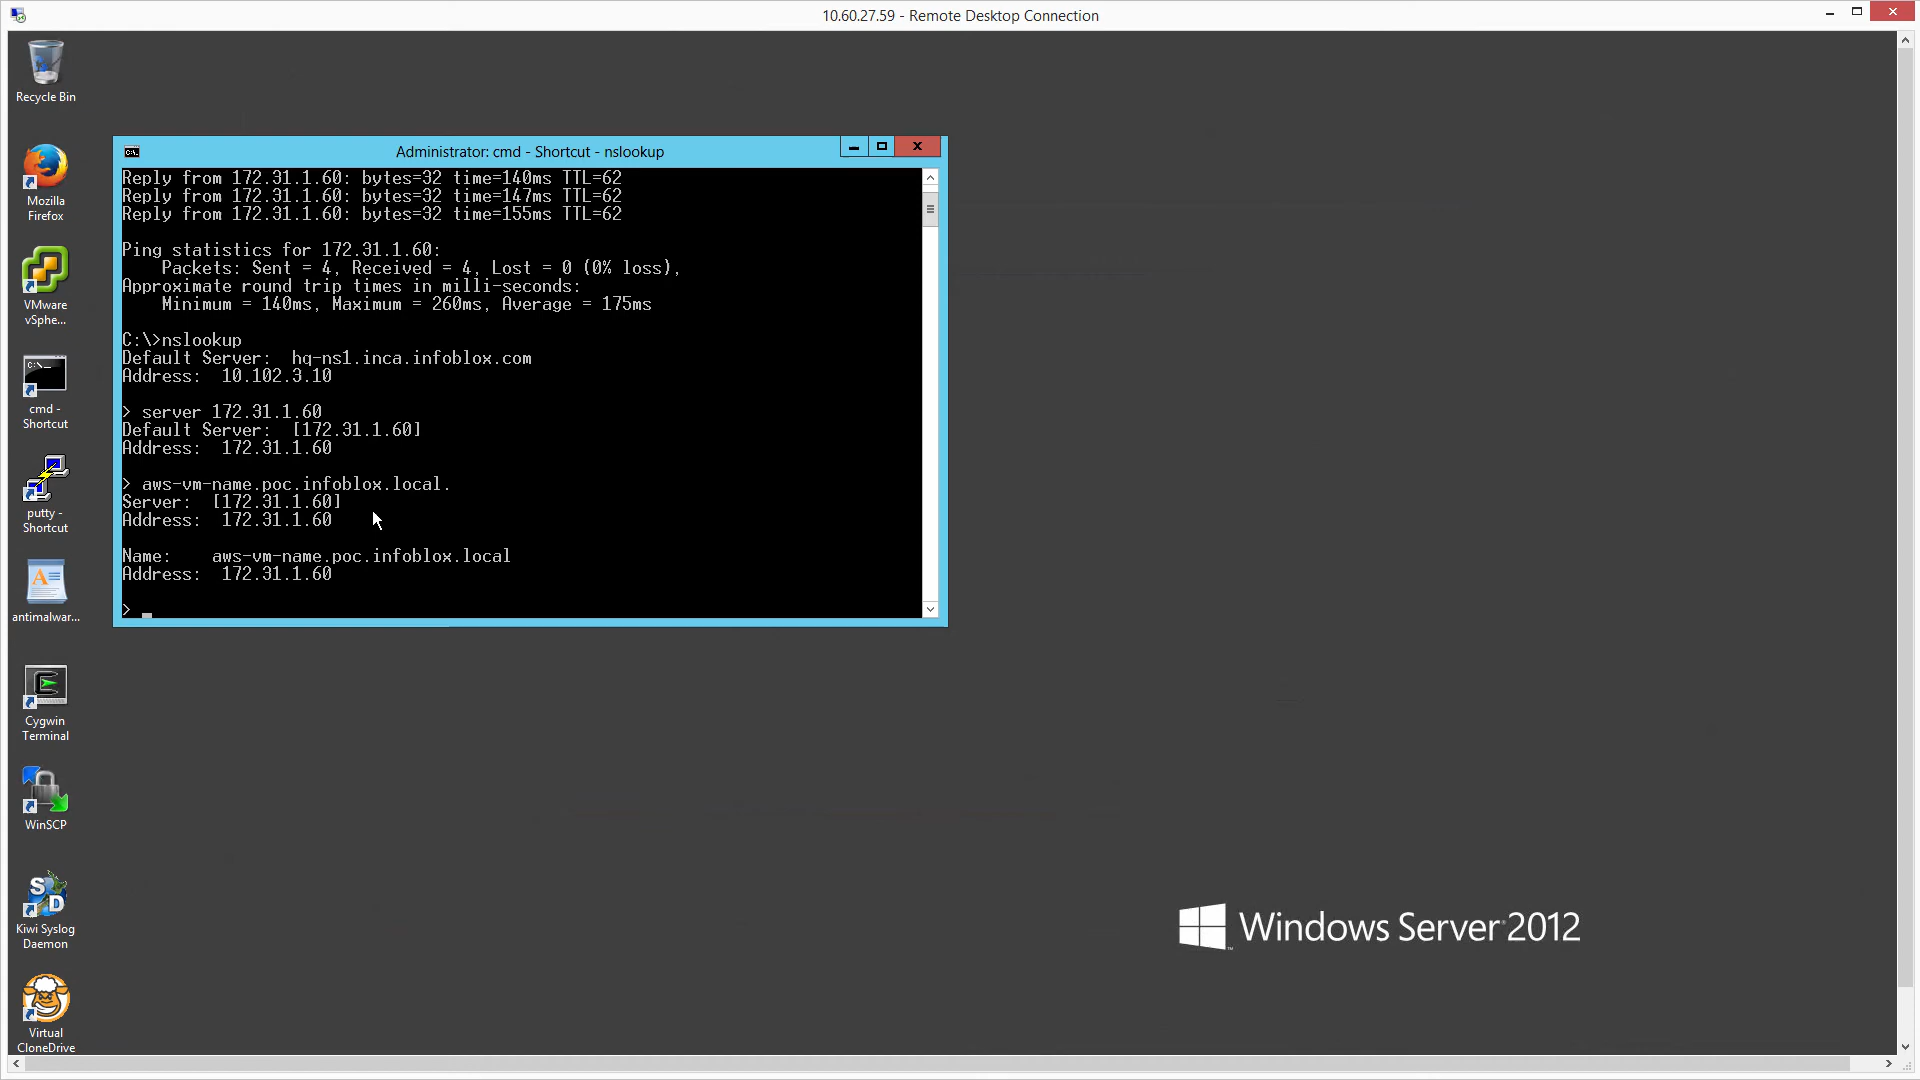 10.60.27.59 - Remote Desktop Connection
Recycle Bin
Mozilla
Firefox
VMware
vSphe...
cmd -
Shortcut
putty -
Shortcut
antimalwar...
Cygwin
Terminal
WinSCP
Kiwi Syslog
Daemon
Virtual
CloneDrive
Administrator: cmd - Shortcut - nslookup
Reply from 172.31.1.60: bytes=32 time=140ms TTL=62
Reply from 172.31.1.60: bytes=32 time=147ms TTL=62
Reply from 172.31.1.60: bytes=32 time=155ms TTL=62
Ping statistics for 172.31.1.60:
Packets: Sent = 4, Received = 4, Lost = 0 (0% loss),
Approximate round trip times in milli-seconds:
Minimum = 140ms, Maximum = 260ms, Average = 175ms
C:\>nslookup
Default Server:  hq-ns1.inca.infoblox.com
Address:  10.102.3.10
> server 172.31.1.60
Default Server:  [172.31.1.60]
Address:  172.31.1.60
> aws-vm-name.poc.infoblox.local.
Server:  [172.31.1.60]
Address:  172.31.1.60
Name:    aws-vm-name.poc.infoblox.local
Address:  172.31.1.60
>
Windows Server 2012